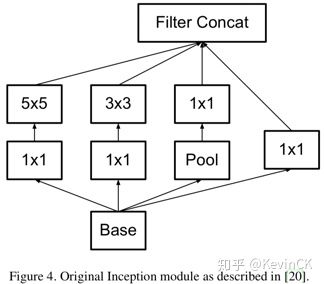 Filter Concat
5x5 3x3 1x1
1x1 1x1 Pool 1x1
Base
知乎 @KevinCK
Figure 4. Original Inception module as described in [20].